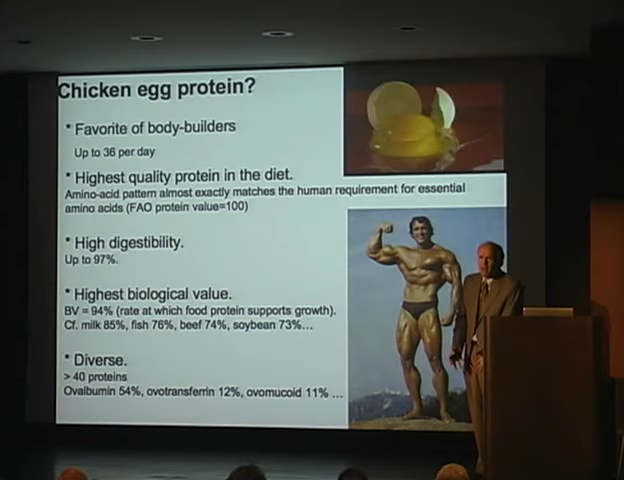 Chicken egg protein?
* Favorite of body-builders
Up to 36 per day
* Highest quality protein in the diet.
Amino-acid pattern almost exactly matches the human requirement for essential
amino acids (FAO protein value=100)
* High digestibility.
Up to 97%.
* Highest biological value.
BV = 94% (rate at which food protein supports growth).
Cf. milk 85%, fish 76%, beef 74%, soybean 73%...
* Diverse.
> 40 proteins
Ovalbumin 54%, ovotransferrin 12%, ovomucoid 11% ...